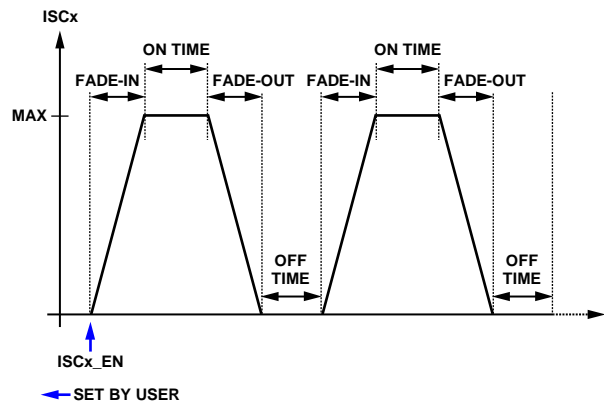 ISCx
ON TIME
ON TIME
FADE-IN
FADE-OUT
FADE-IN
FADE-OUT
MAX
OFF
TIME
OFF
TIME
ISCx_EN
SET BY USER